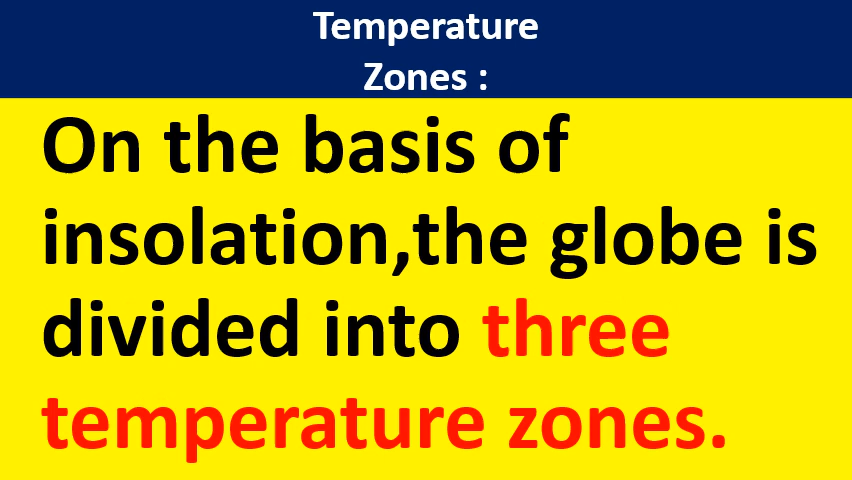 Temperature
Zones :
On the basis of
insolation,the globe is
divided into three
temperature zones.